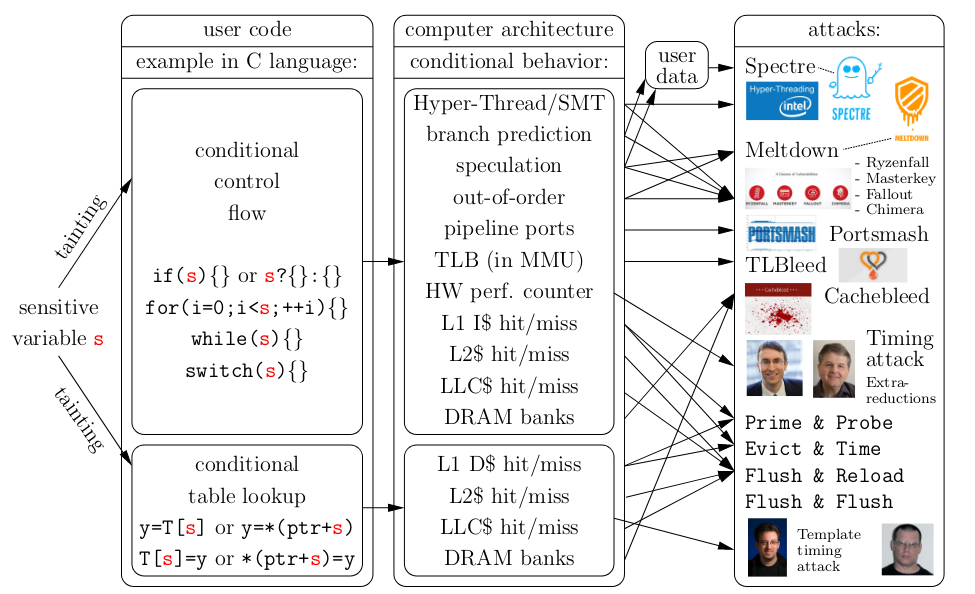 user code
example in C language:
conditional
control
flow
if(s){} or s?{}:{}
for(i=0;i<s;++i){}
while(s){}
switch(s){}
conditional
table lookup
y=T[s] or y=*(ptr+s)
T[s]=y or *(ptr+s)=y
tainting
sensitive
variable s
tainting
computer architecture
conditional behavior:
Hyper-Thread/SMT
branch prediction
speculation
out-of-order
pipeline ports
TLB (in MMU)
HW perf. counter
L1 I$ hit/miss
L2$ hit/miss
LLC$ hit/miss
DRAM banks
L1 D$ hit/miss
L2$ hit/miss
LLC$ hit/miss
DRAM banks
user
data
attacks:
Spectre
Hyper-Threading
intel
SPECTRE
MELTDOWN
Meltdown
- Ryzenfall
- Masterkey
- Fallout
- Chimera
RYZENFALL MASTERKEY FALLOUT CHIMERA
PORTSMASH
Portsmash
TLBleed
Cachebleed
Cachebleed
Timing
attack
Extra-
reductions
Prime & Probe
Evict & Time
Flush & Reload
Flush & Flush
Template
timing
attack